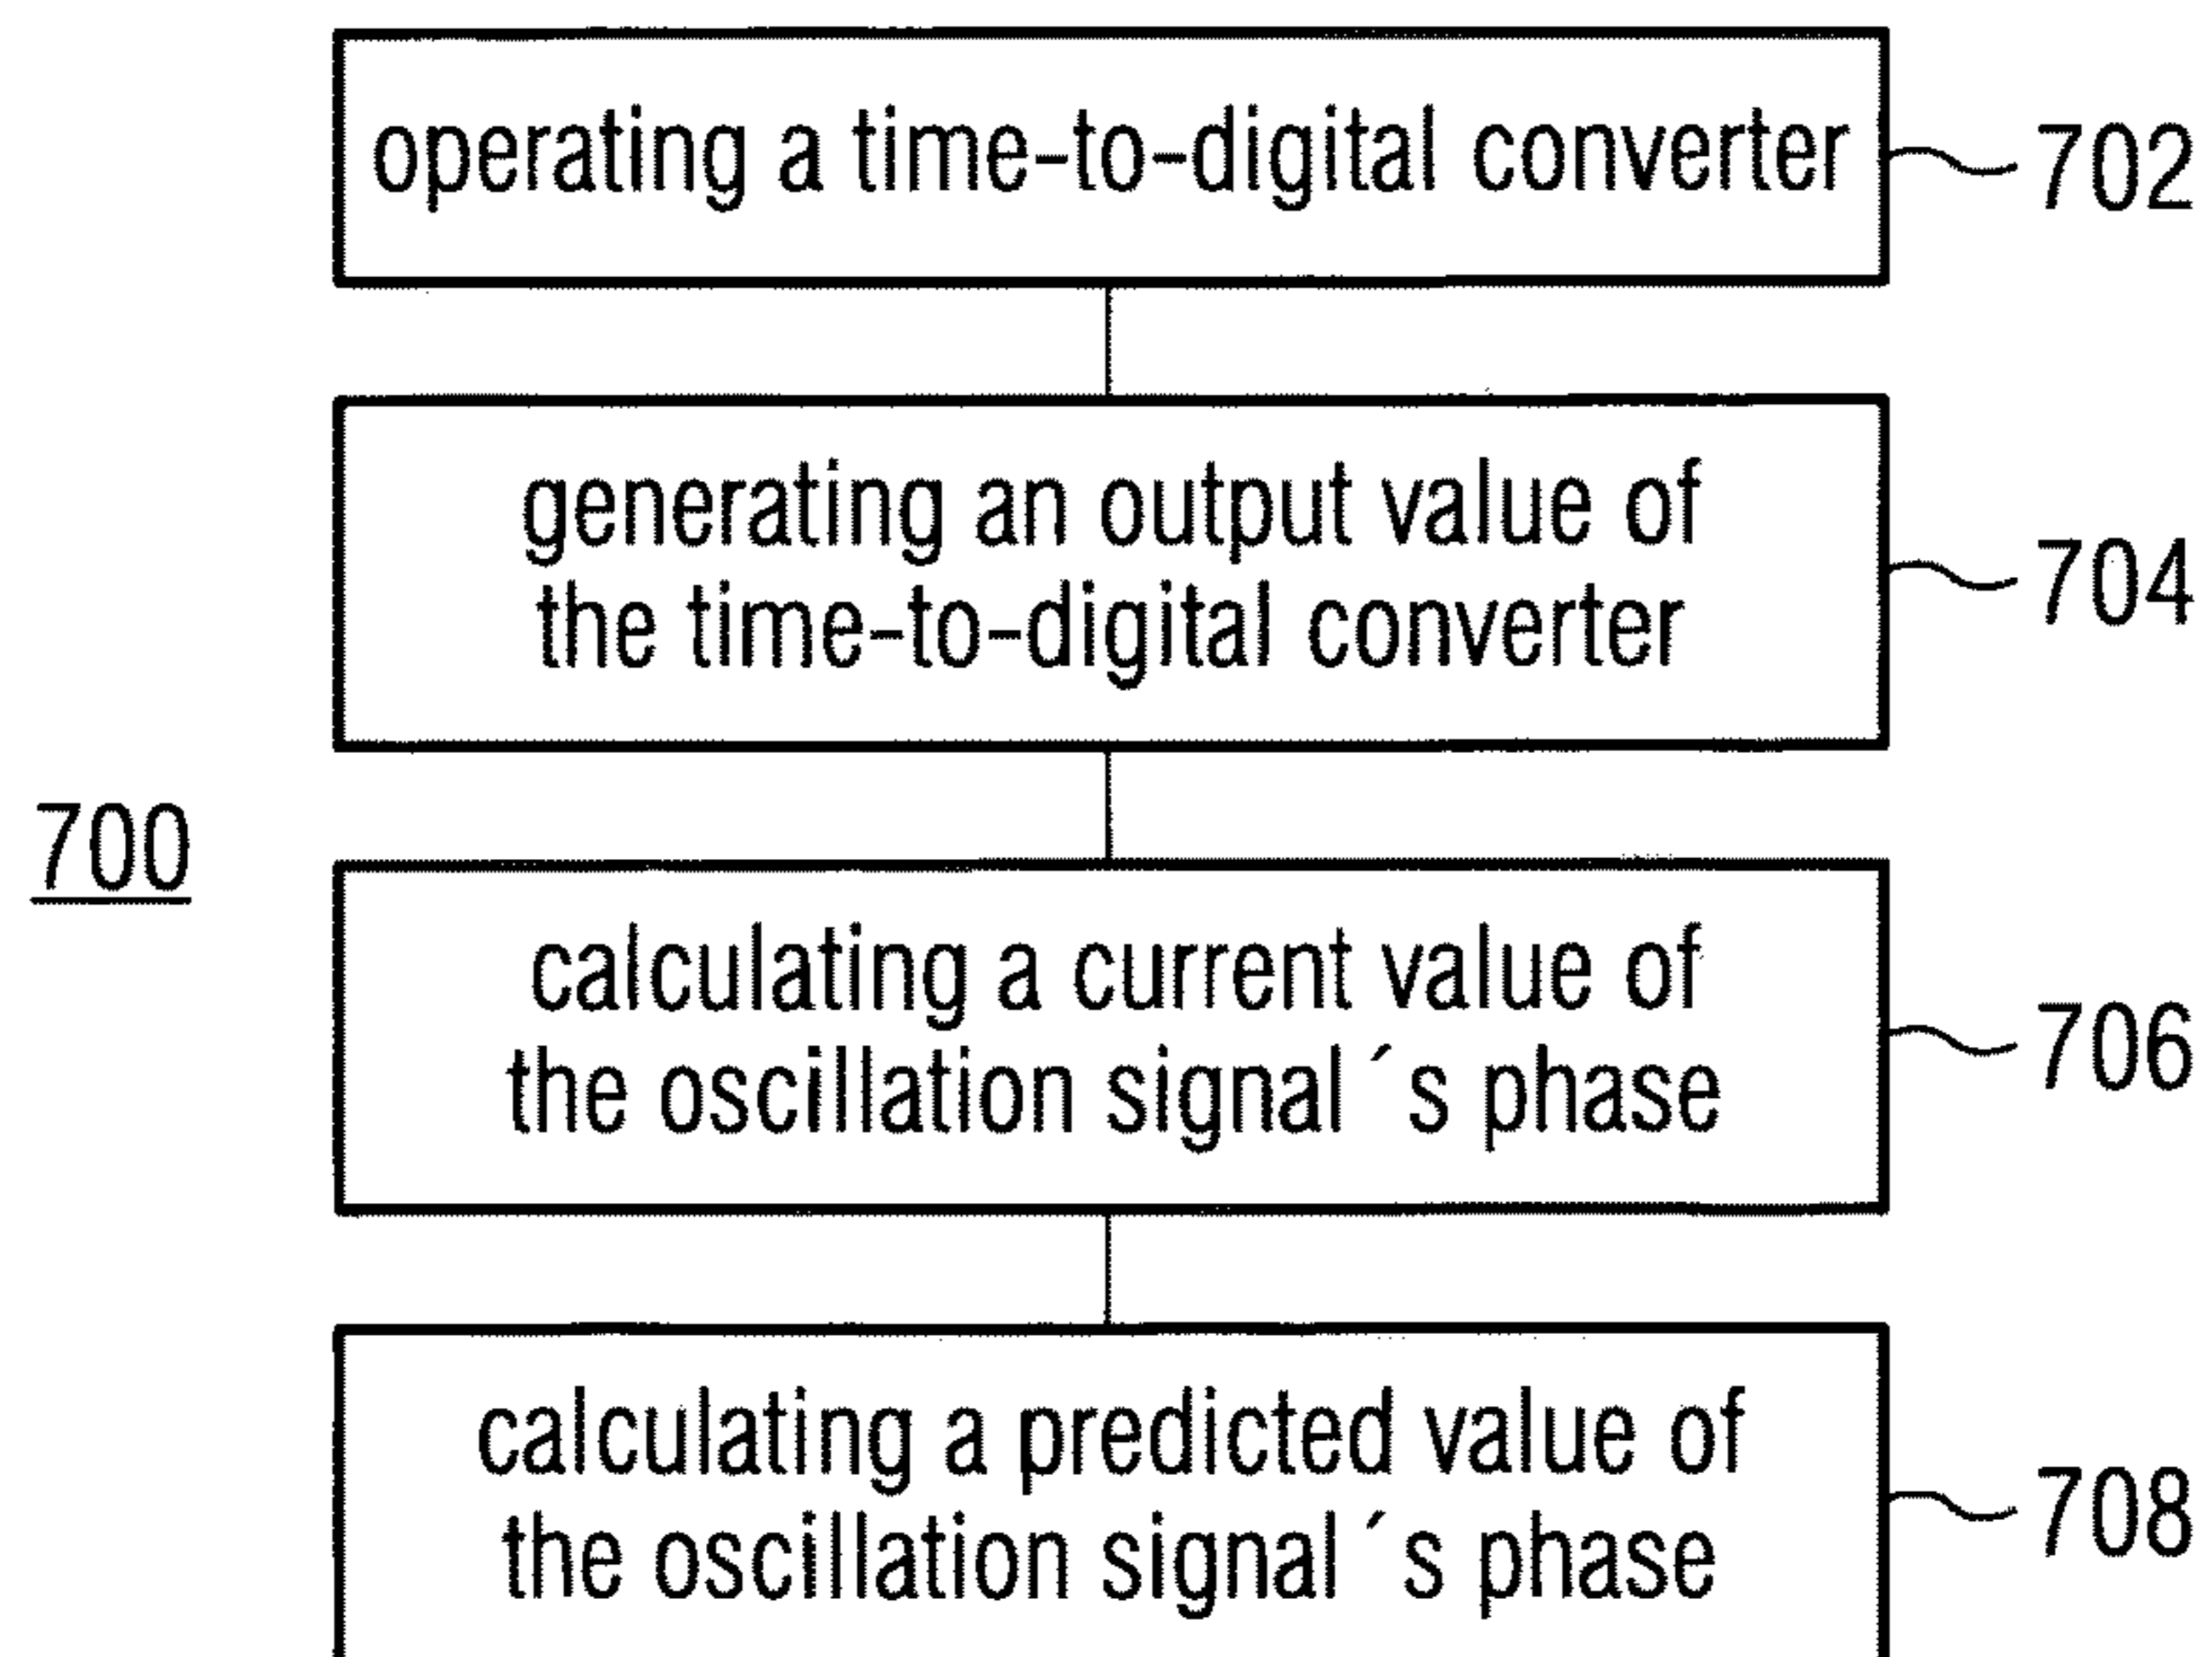 operating a time-to-digital converter
702
generating an output value of
the time-to-digital converter
704
700
calculating a current value of
the oscillation signal´s phase
706
calculating a predicted value of
the oscillation signal´s phase
708